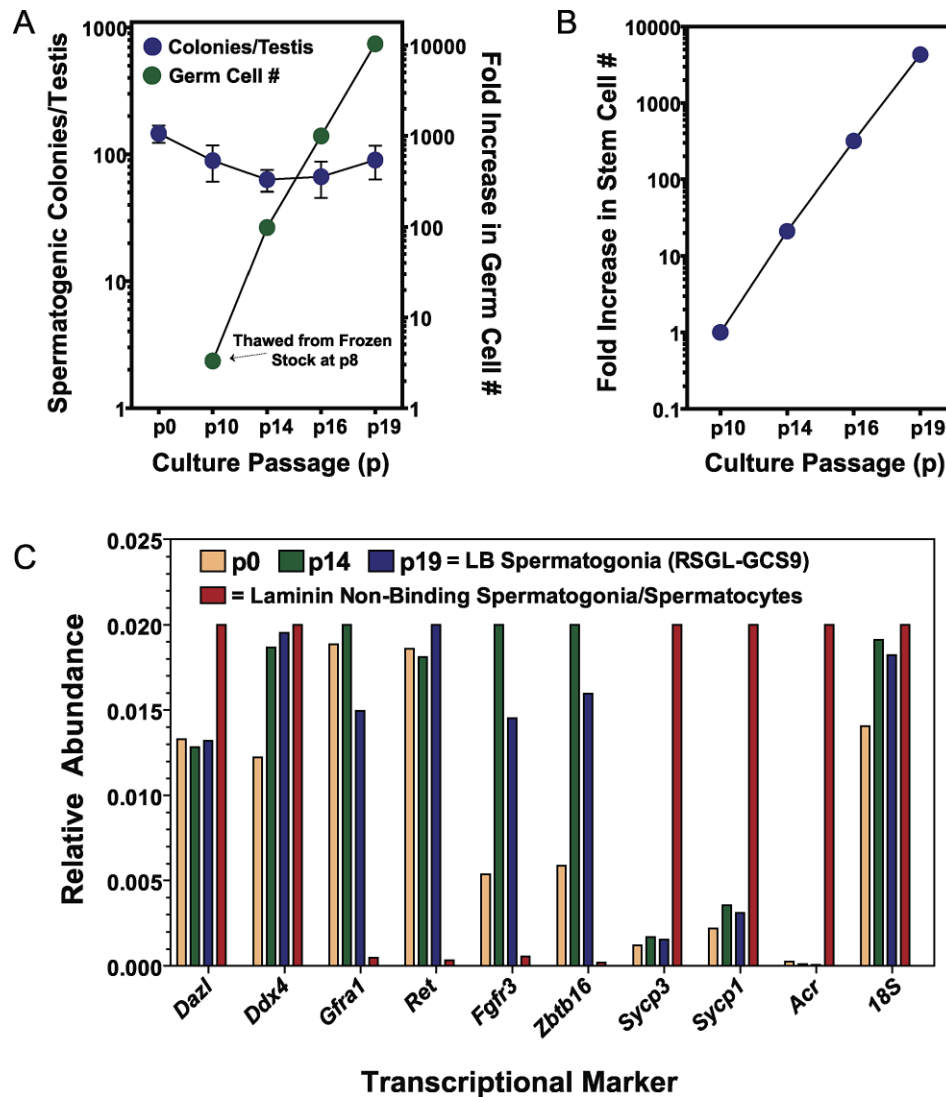 A
Spermatogenic Colonies/Testis
1000
100
10
1
Colonies/Testis
Germ Cell #
Thawed from Frozen
Stock at p8
10000
1000
100
10
1
Fold Increase in Germ Cell #
p0 p10 p14 p16 p19
Culture Passage (p)
B
Fold Increase in Stem Cell #
10000
1000
100
10
1
0.1
p10 p14 p16 p19
Culture Passage (p)
C
Relative Abundance
0.025
0.020
0.015
0.010
0.005
0.000
p0 p14 p19 = LB Spermatogonia (RSGL-GCS9)
= Laminin Non-Binding Spermatogonia/Spermatocytes
Dazl Ddx4 Gfra1 Ret Fgfr3 Zbtb16 Sycp3 Sycp1 Acr 18S
Transcriptional Marker